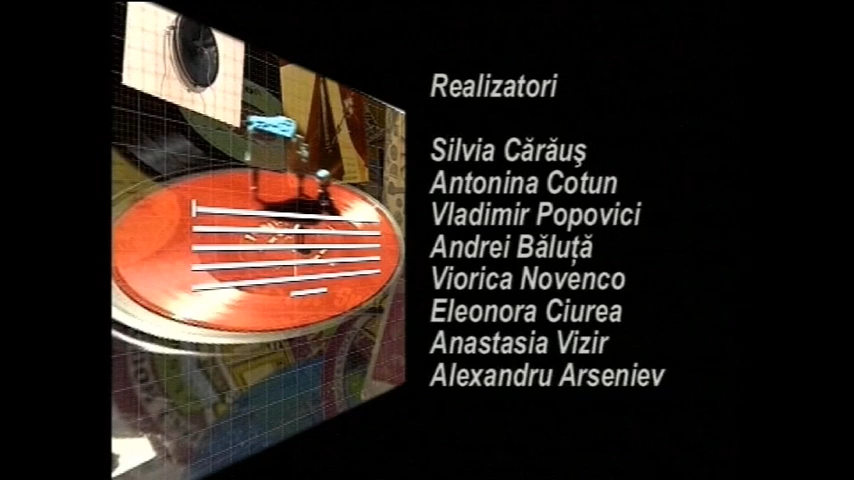 Realizatori
Silvia Cărăuş
Antonina Cotun
Vladimir Popovici
Andrei Băluță
Viorica Novenco
Eleonora Ciurea
Anastasia Vizir
Alexandru Arseniev